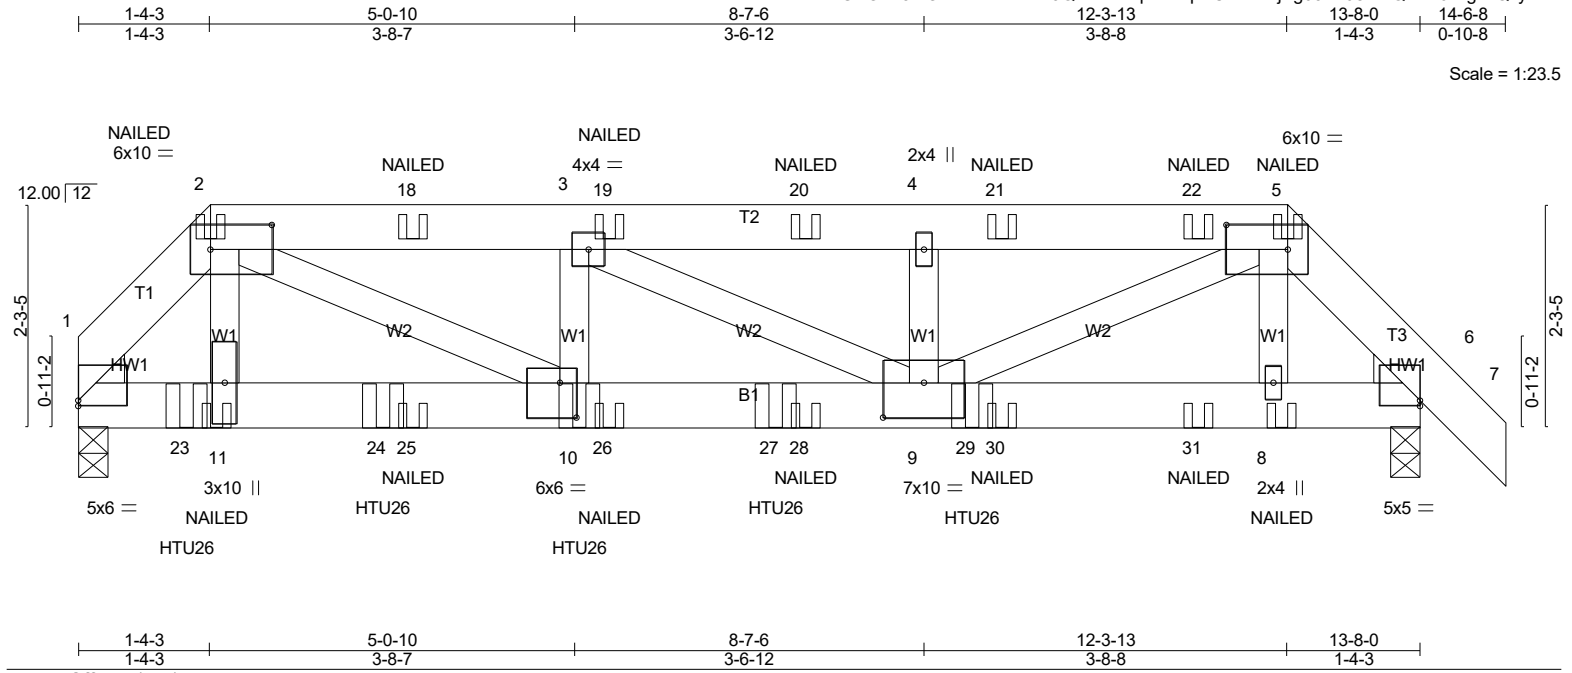 1-4-3 5-0-10 8-7-6 12-3-13 13-8-0 14-6-8
1-4-3 3-8-7 3-6-12 3-8-8 1-4-3 0-10-8
Scale = 1:23.5
NAILED
6x10 =
NAILED
4x4 =
NAILED
NAILED
2x4 ||
NAILED
NAILED
6x10 =
NAILED
12.00 12
2 18 3 19 20 4 21 22 5
T2
T1
1
2-3-5
0-11-2
HW1
W1
W2
W1
W2
W1
W2
W1
T3
HW1
6
7
0-11-2
2-3-5
B1
23 11 24 25 10 26 27 28 9 29 30 31 8
5x6 =
3x10 ||
NAILED
HTU26
NAILED
HTU26
6x6 =
NAILED
HTU26
NAILED
HTU26
7x10 =
NAILED
HTU26
NAILED
2x4 ||
NAILED
5x5 =
1-4-3 5-0-10 8-7-6 12-3-13 13-8-0
1-4-3 3-8-7 3-6-12 3-8-8 1-4-3